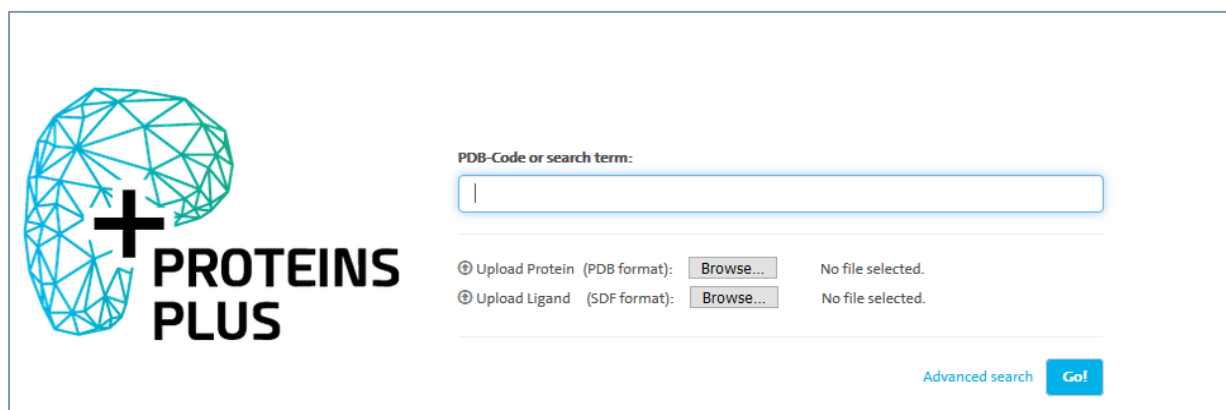 PROTEINS
PLUS
PDB-Code or search term:
Upload Protein (PDB format): Browse... No file selected.
Upload Ligand (SDF format): Browse... No file selected.
Advanced search Go!